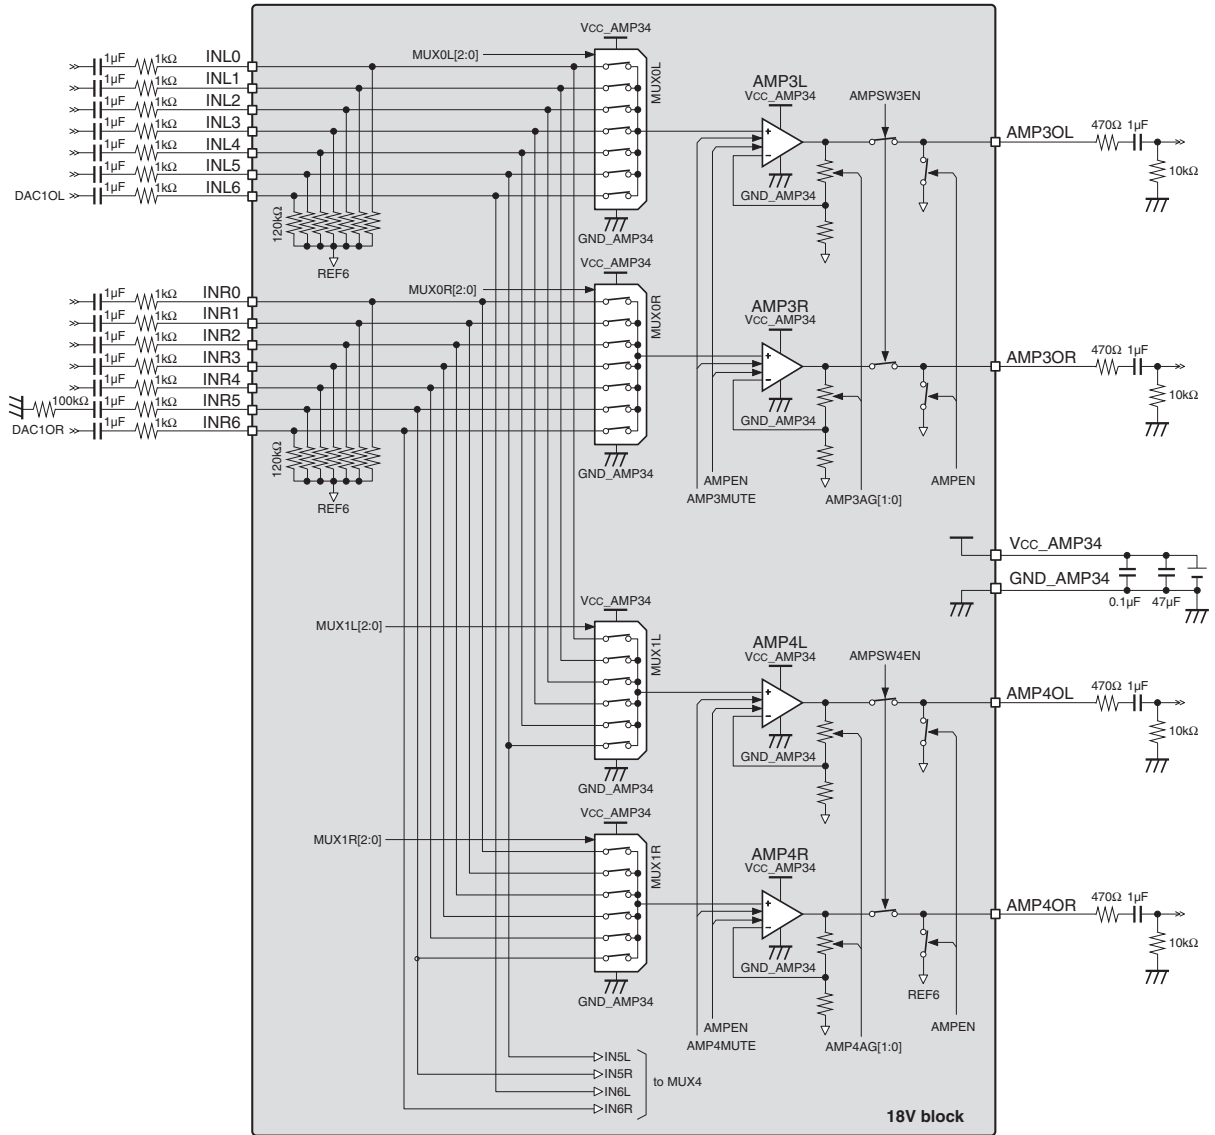 VCC_AMP34
MUX0L[2:0]
MUX0L
1μF 1kΩ INL0
1μF 1kΩ INL1
1μF 1kΩ INL2
1μF 1kΩ INL3
1μF 1kΩ INL4
1μF 1kΩ INL5
DAC1OL 1μF 1kΩ INL6
120kΩ
REF6
GND_AMP34
AMP3L
VCC_AMP34
+
−
GND_AMP34
AMPSW3EN
AMP3OL
470Ω 1μF
10kΩ
VCC_AMP34
MUX0R[2:0]
MUX0R
1μF 1kΩ INR0
1μF 1kΩ INR1
1μF 1kΩ INR2
1μF 1kΩ INR3
1μF 1kΩ INR4
100kΩ 1μF 1kΩ INR5
DAC1OR 1μF 1kΩ INR6
120kΩ
REF6
GND_AMP34
AMP3R
VCC_AMP34
+
−
GND_AMP34
AMP3OR
470Ω 1μF
10kΩ
AMPEN
AMP3MUTE
AMP3AG[1:0]
AMPEN
VCC_AMP34
GND_AMP34
0.1μF 47μF
VCC_AMP34
MUX1L[2:0]
MUX1L
GND_AMP34
AMP4L
VCC_AMP34
+
−
GND_AMP34
AMPSW4EN
AMP4OL
470Ω 1μF
10kΩ
VCC_AMP34
MUX1R[2:0]
MUX1R
GND_AMP34
AMP4R
VCC_AMP34
+
−
GND_AMP34
AMP4OR
470Ω 1μF
10kΩ
REF6
AMPEN
AMP4MUTE
AMP4AG[1:0]
AMPEN
IN5L
IN5R
IN6L
IN6R
to MUX4
18V block